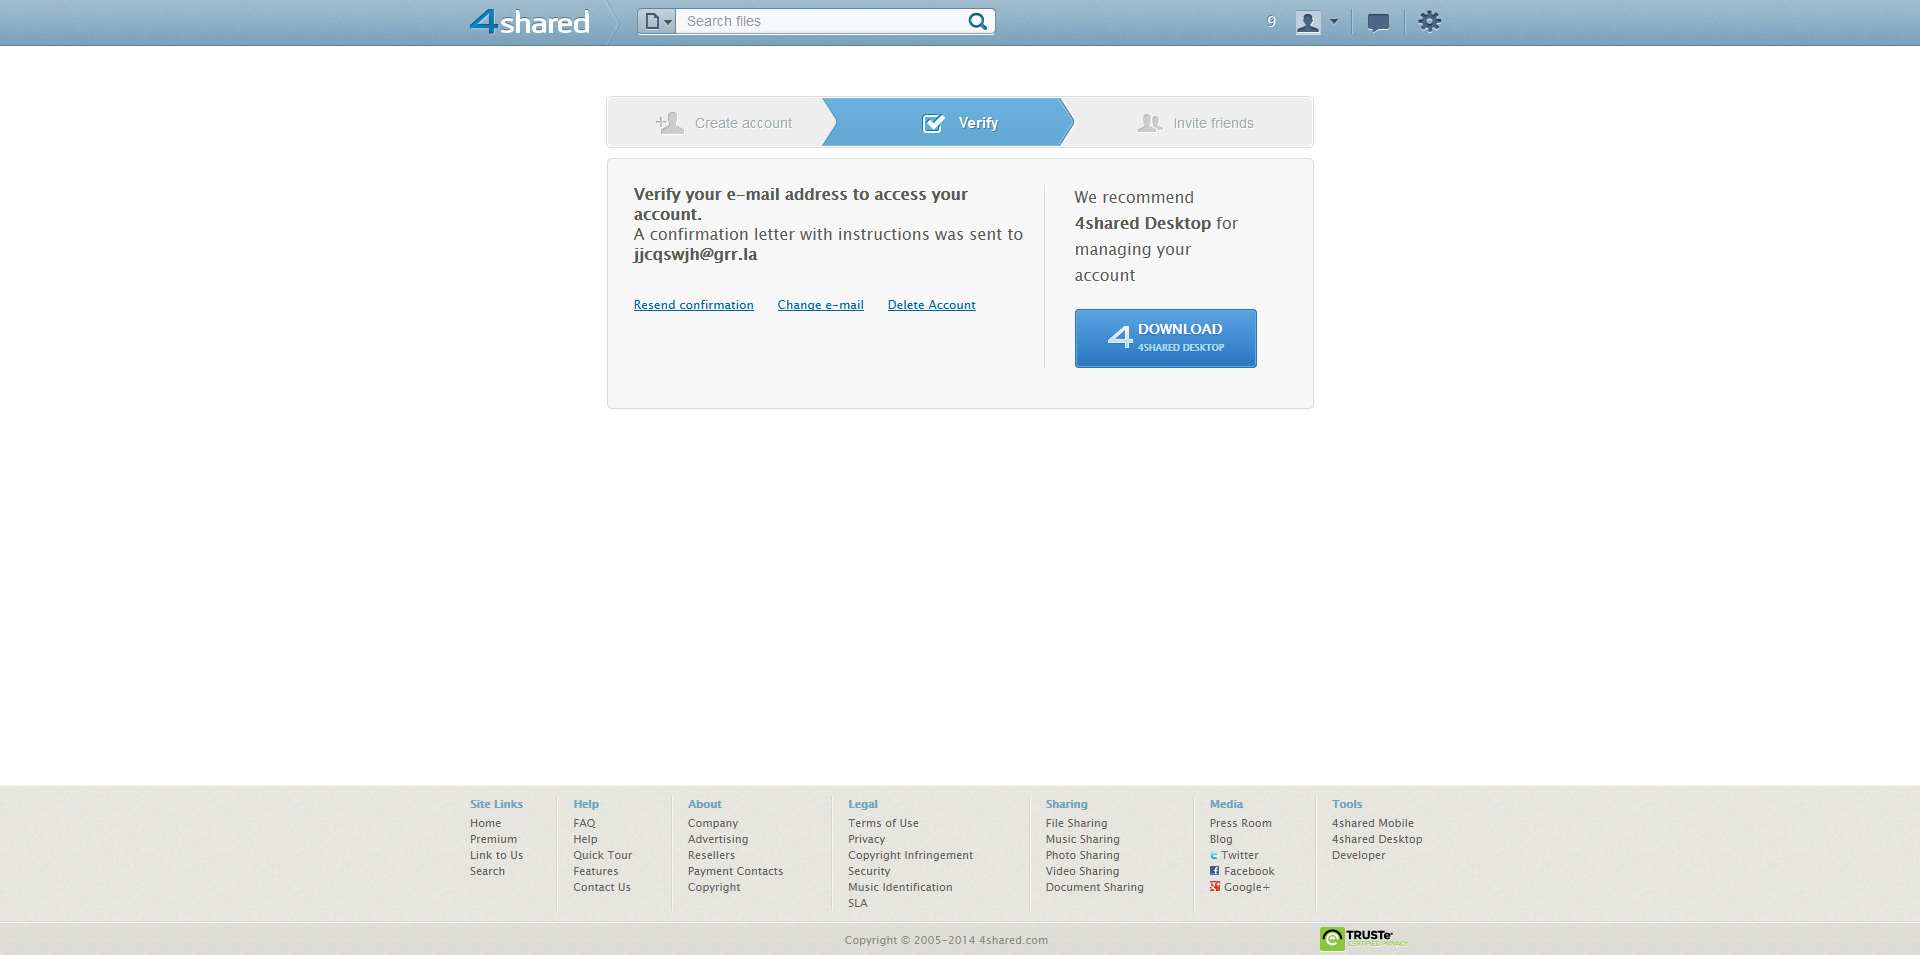 4shared
Search files
9
Create account
Verify
Invite friends
Verify your e-mail address to access your
account.
A confirmation letter with instructions was sent to
jjcqswjh@grr.la
Resend confirmation Change e-mail Delete Account
We recommend
4shared Desktop for
managing your
account
4 DOWNLOAD
4SHARED DESKTOP
Site Links
Home
Premium
Link to Us
Search
Help
FAQ
Help
Quick Tour
Features
Contact Us
About
Company
Advertising
Resellers
Payment Contacts
Copyright
Legal
Terms of Use
Privacy
Copyright Infringement
Security
Music Identification
SLA
Sharing
File Sharing
Music Sharing
Photo Sharing
Video Sharing
Document Sharing
Media
Press Room
Blog
Twitter
Facebook
Google+
Tools
4shared Mobile
4shared Desktop
Developer
Copyright © 2005-2014 4shared.com
TRUSTe
CERTIFIED PRIVACY